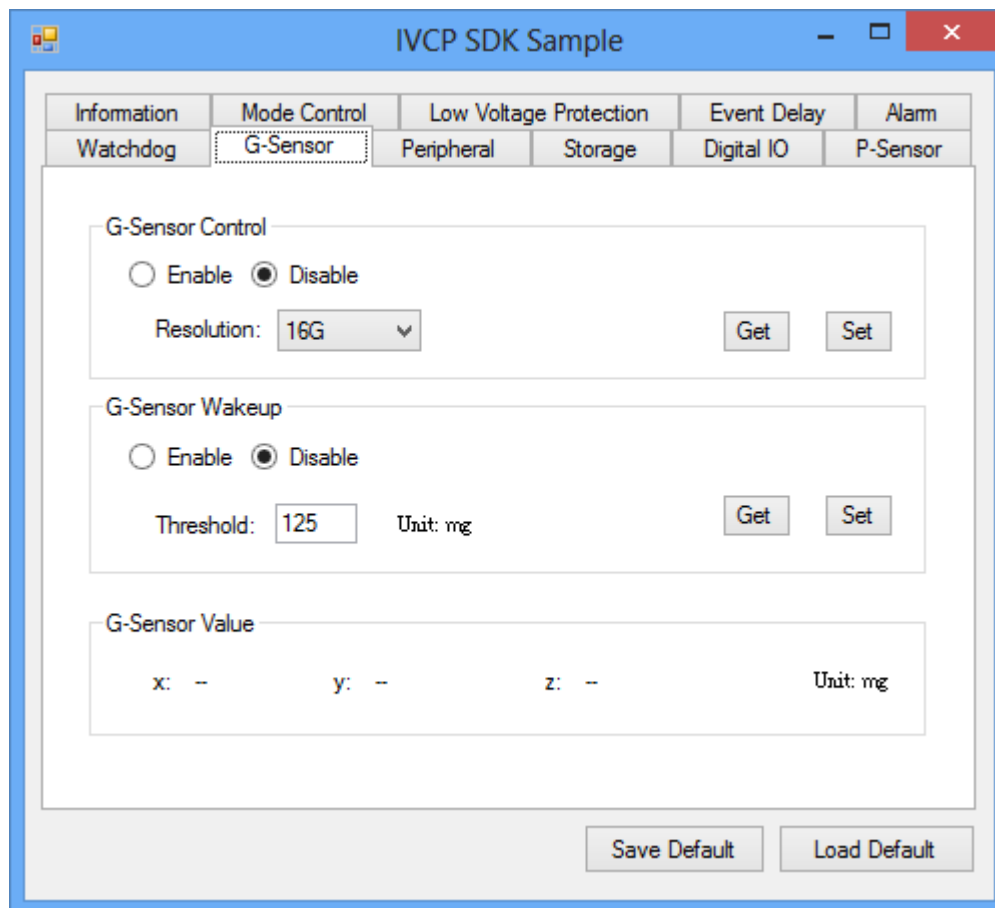 IVCP SDK Sample
Information Mode Control Low Voltage Protection Event Delay Alarm
Watchdog G-Sensor Peripheral Storage Digital IO P-Sensor
G-Sensor Control
Enable Disable
Resolution: 16G Get Set
G-Sensor Wakeup
Enable Disable
Threshold: 125 Unit: mg Get Set
G-Sensor Value
x: -- y: -- z: -- Unit: mg
Save Default Load Default